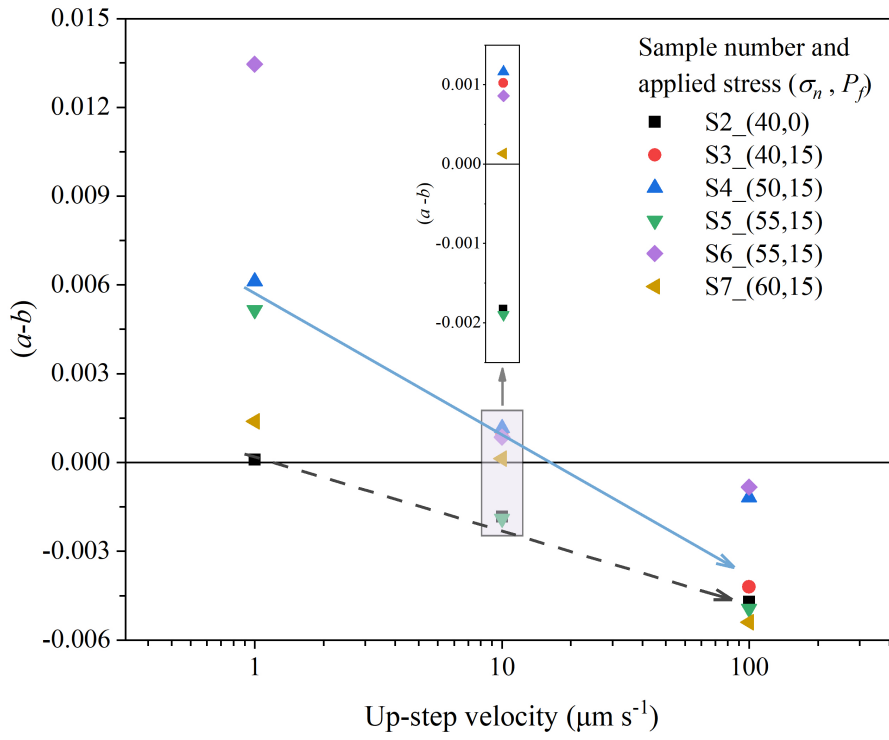 0.015
0.012
0.009
0.006
0.003
0.000
-0.003
-0.006
(a-b)
1
10
100
Up-step velocity (μm s⁻¹)
0.001
0.000
-0.001
-0.002
(a-b)
Sample number and
applied stress (σn , Pf)
S2_(40,0)
S3_(40,15)
S4_(50,15)
S5_(55,15)
S6_(55,15)
S7_(60,15)